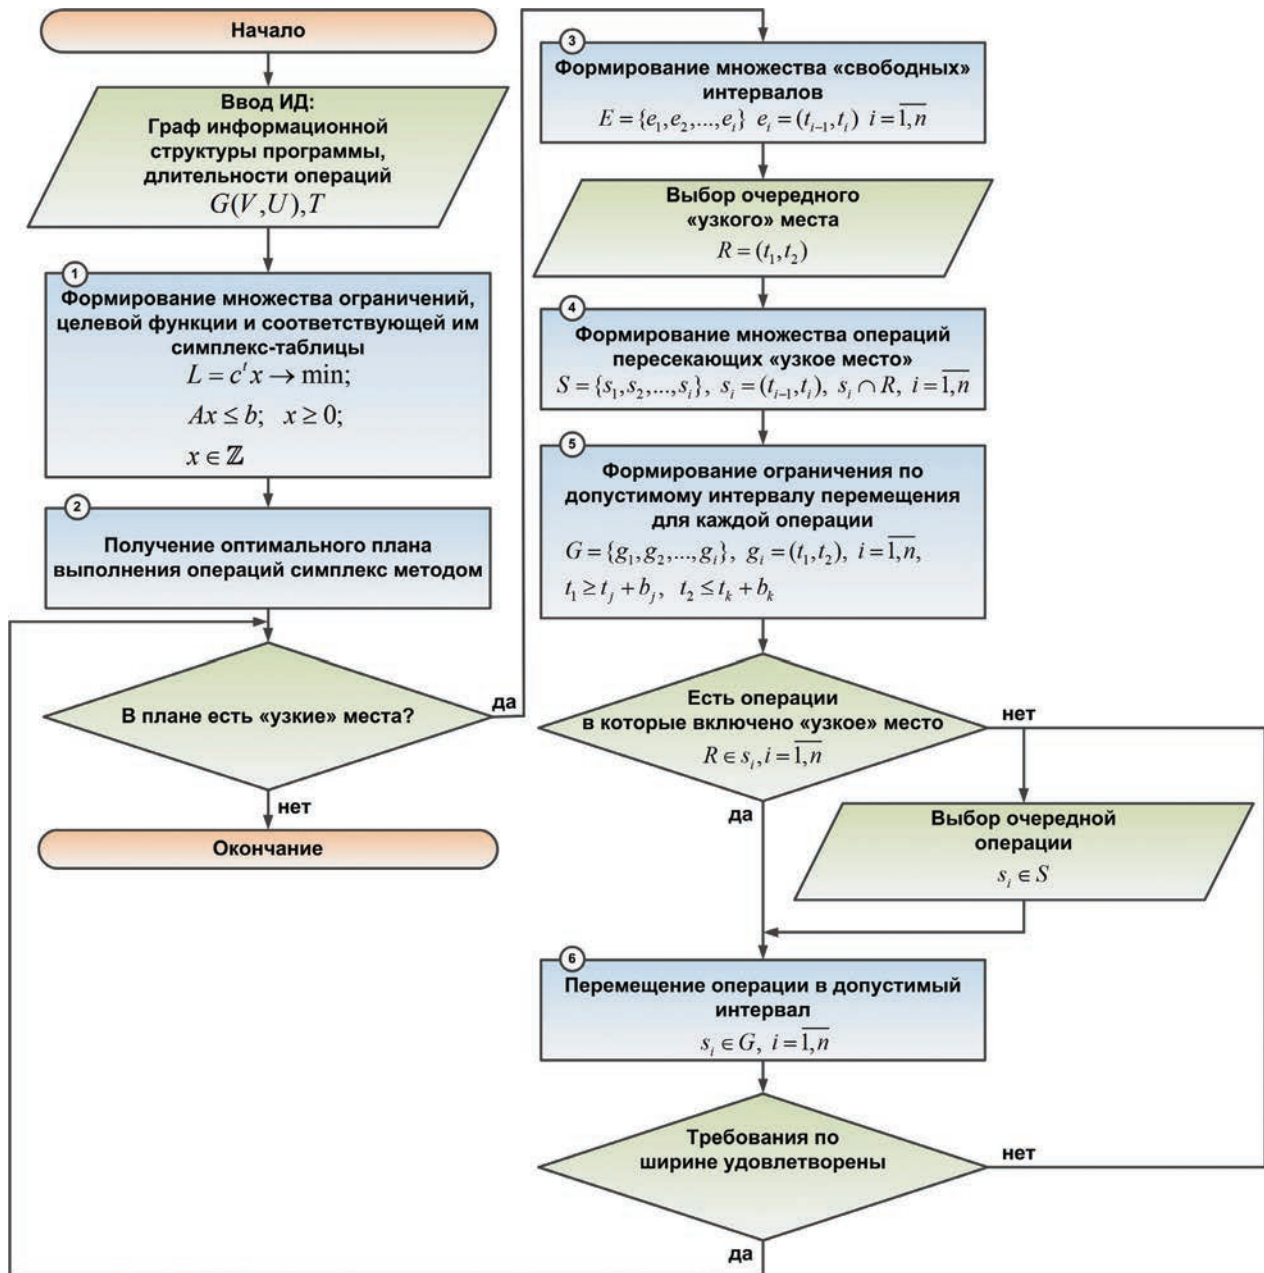 Начало
Ввод ИД:
Граф информационной
структуры программы,
длительности операций
G(V,U),T
1
Формирование множества ограничений,
целевой функции и соответствующей им
симплекс-таблицы
L = c'x → min;
Ax ≤ b; x ≥ 0;
x ∈ ℤ
2
Получение оптимального плана
выполнения операций симплекс методом
В плане есть «узкие» места?
да
нет
Окончание
3
Формирование множества «свободных»
интервалов
E = {e₁,e₂,...,eᵢ} eᵢ = (tᵢ₋₁,tᵢ) i = 1,n
Выбор очередного
«узкого» места
R = (t₁,t₂)
4
Формирование множества операций
пересекающих «узкое место»
S = {s₁,s₂,...,sᵢ}, sᵢ = (tᵢ₋₁,tᵢ), sᵢ ∩ R, i = 1,n
5
Формирование ограничения по
допустимому интервалу перемещения
для каждой операции
G = {g₁,g₂,...,gᵢ}, gᵢ = (t₁,t₂), i = 1,n,
t₁ ≥ tⱼ + bⱼ, t₂ ≤ tₖ + bₖ
Есть операции
в которые включено «узкое» место
R ∈ sᵢ, i = 1,n
нет
да
Выбор очередной
операции
sᵢ ∈ S
6
Перемещение операции в допустимый
интервал
sᵢ ∈ G, i = 1,n
Требования по
ширине удовлетворены
нет
да